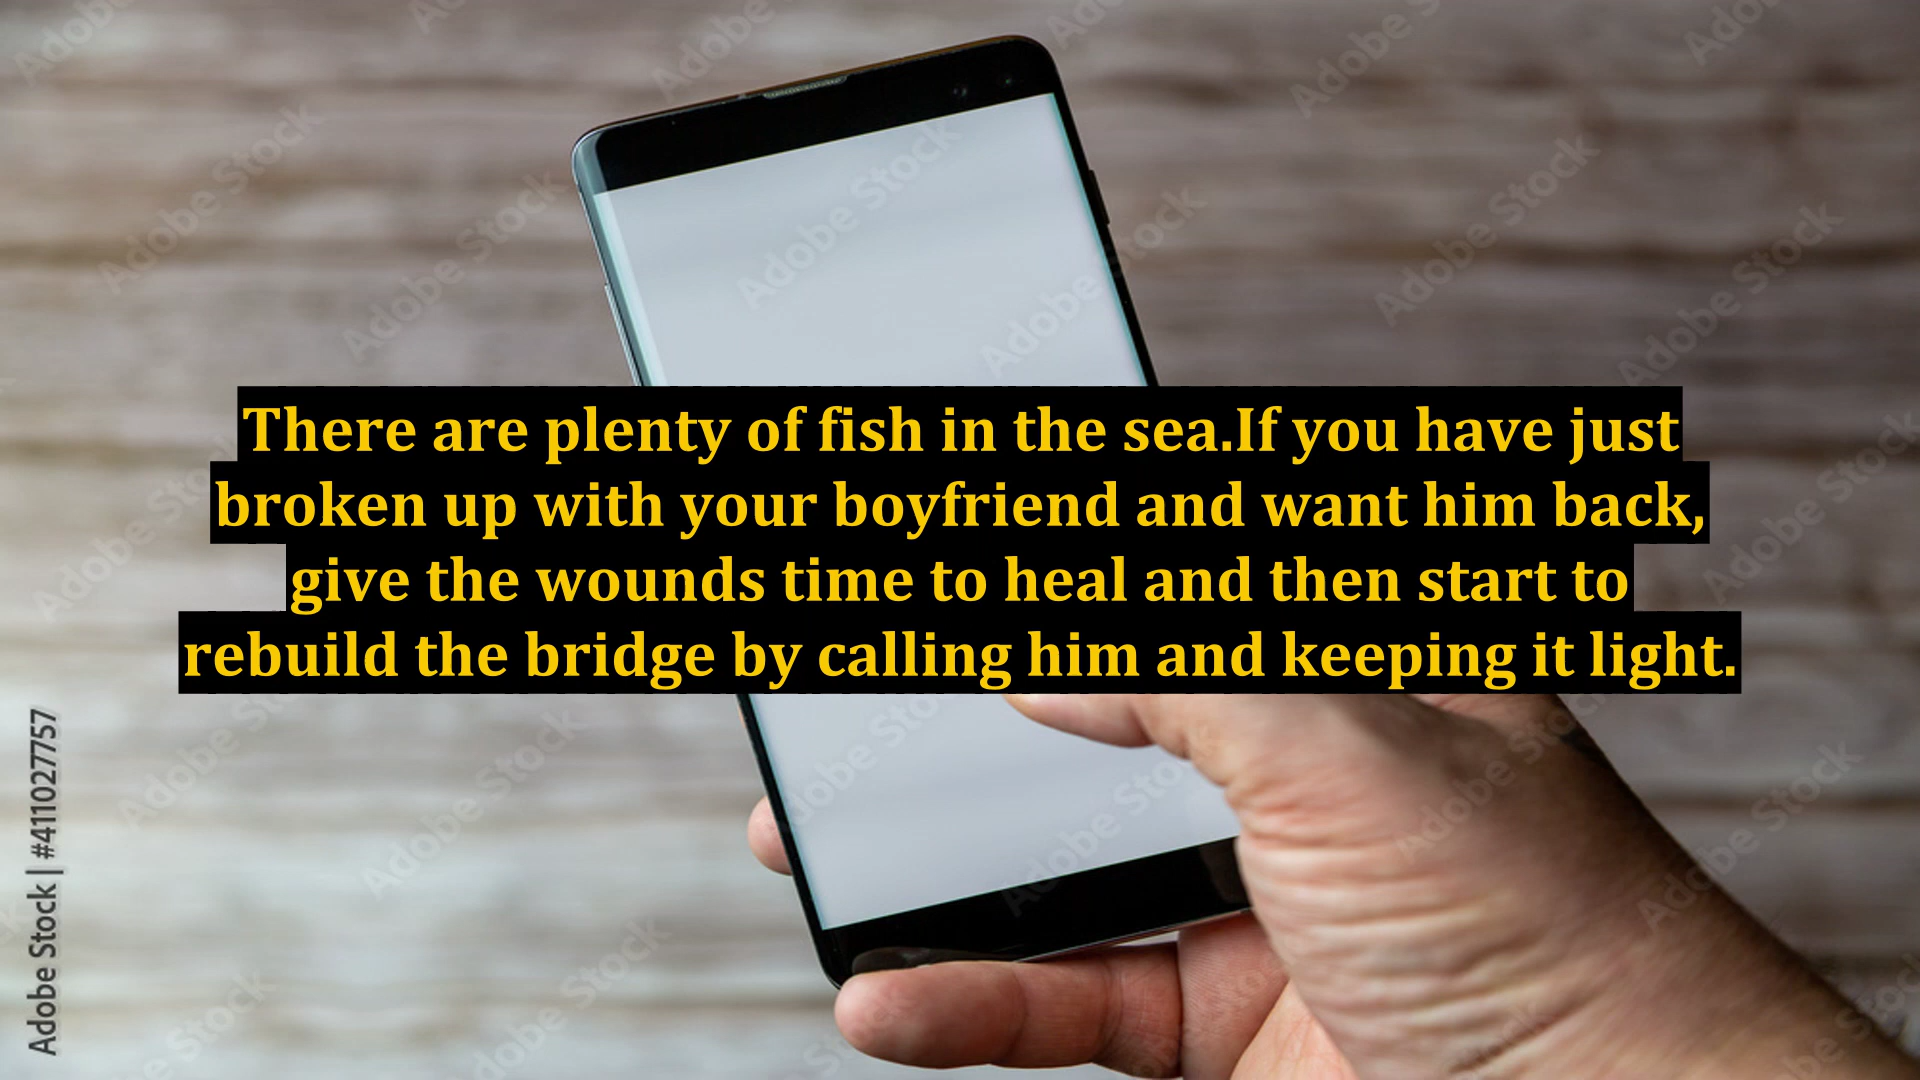 There are plenty of fish in the sea.If you have just
broken up with your boyfriend and want him back,
give the wounds time to heal and then start to
rebuild the bridge by calling him and keeping it light.
Adobe Stock | #411027757
Adobe Stock